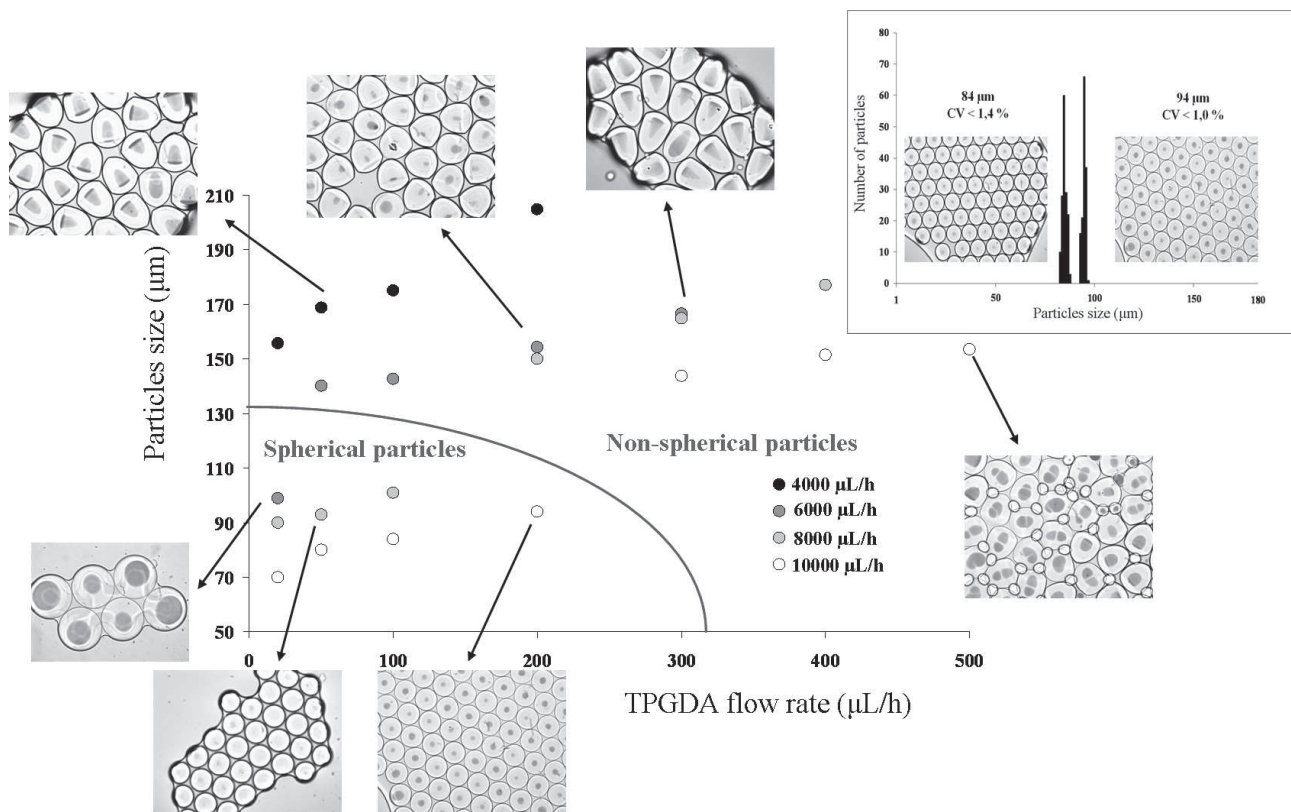 80
70
60
50
40
30
20
10
0
Number of particles
84 µm
CV < 1,4 %
94 µm
CV < 1,0 %
1
50
100
150
180
Particles size (µm)
210
190
170
150
130
110
90
70
50
Particles size (µm)
Spherical particles
Non-spherical particles
4000 µL/h
6000 µL/h
8000 µL/h
10000 µL/h
0
100
200
300
400
500
TPGDA flow rate (µL/h)